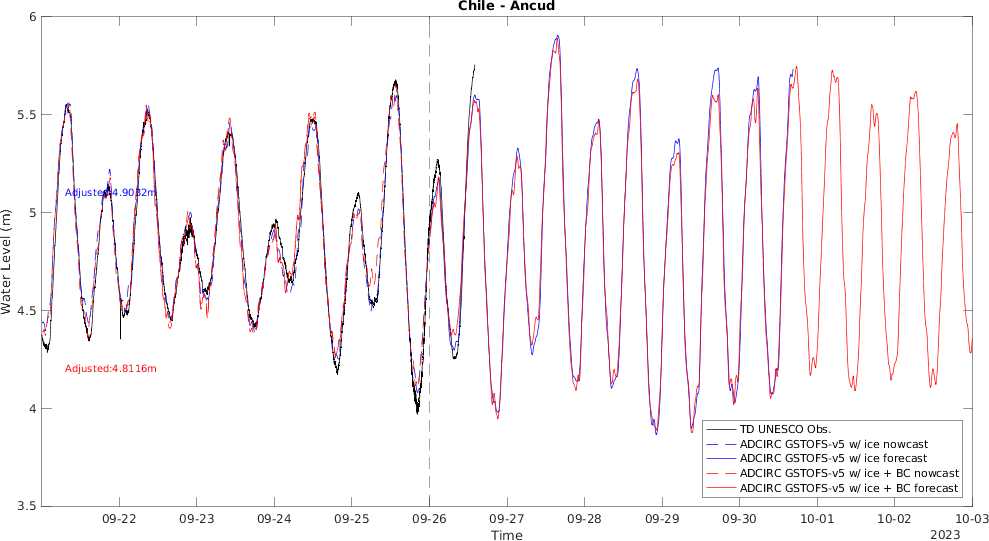 Chile - Ancud
6
5.5
5
4.5
4
3.5
Water Level (m)
Adjusted:4.9032m
Adjusted:4.8116m
TD UNESCO Obs.
ADCIRC GSTOFS-v5 w/ ice nowcast
ADCIRC GSTOFS-v5 w/ ice forecast
ADCIRC GSTOFS-v5 w/ ice + BC nowcast
ADCIRC GSTOFS-v5 w/ ice + BC forecast
09-22 09-23 09-24 09-25 09-26 09-27 09-28 09-29 09-30 10-01 10-02 10-03
Time
2023